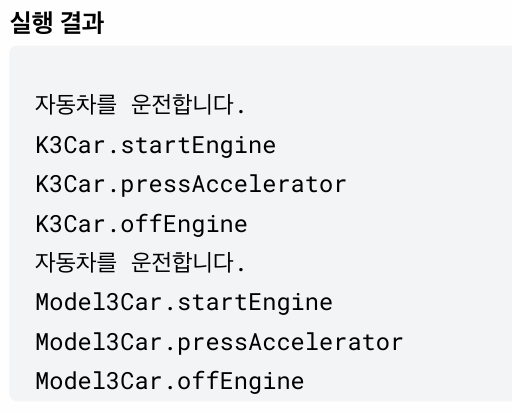 실행 결과
자동차를 운전합니다.
K3Car.startEngine
K3Car.pressAccelerator
K3Car.offEngine
자동차를 운전합니다.
Model3Car.startEngine
Model3Car.pressAccelerator
Model3Car.offEngine